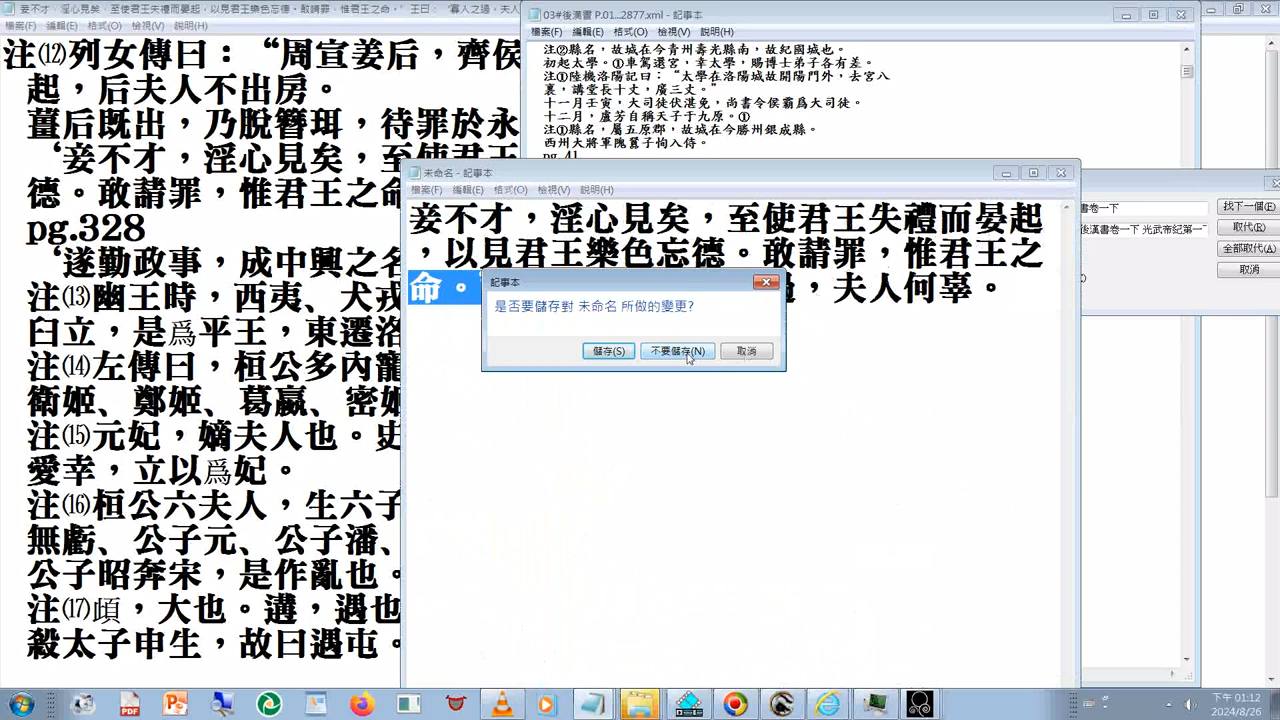 妾不才，淫心見矣，至使君王失禮而晏起，以見君王樂色忘德。敢請罪，惟君王之命。’王曰：‘寡人之過，夫人
檔案(F) 編輯(E) 格式(O) 檢視(V) 說明(H)
注⑿列女傳曰：“周宣姜后，齊侯
起，后夫人不出房。
薑后既出，乃脫簪珥，待罪於永
‘妾不才，淫心見矣，至使君王
德。敢請罪，惟君王之命
pg.328
‘遂勤政事，成中興之名
注⒀幽王時，西夷、犬戎
臼立，是爲平王，東遷洛
注⒁左傳曰，桓公多內寵
衛姬、鄭姬、葛嬴、密姬
注⒂元妃，嫡夫人也。史
愛幸，立以爲妃。
注⒃桓公六夫人，生六子
無虧、公子元、公子潘、
公子昭奔宋，是作亂也。
注⒄頉，大也。遘，遇也
殺太子申生，故曰遇屯。
03#後漢書 P.01...2877.xml - 記事本
檔案(F) 編輯(E) 格式(O) 檢視(V) 說明(H)
注②縣名，故城在今青州壽光縣南，故紀國城也。
初起太學。①車駕還宮，幸太學，賜博士弟子各有差。
注①陸機洛陽記曰：“太學在洛陽城故開陽門外，去宮八
裏，講堂長十丈，廣三丈。”
十一月壬寅，大司徒伏湛免，尚書令侯霸爲大司徒。
十二月，盧芳自稱天子于九原。①
注①縣名，屬五原郡，故城在今勝州銀成縣。
西州大將軍隗囂子恂入侍。
pg.41
未命名 - 記事本
檔案(F) 編輯(E) 格式(O) 檢視(V) 說明(H)
妾不才，淫心見矣，至使君王失禮而晏起
，以見君王樂色忘德。敢請罪，惟君王之
命。
，夫人何辜。
記事本
是否要儲存對 未命名 所做的變更?
儲存(S) 不要儲存(N) 取消
書卷一下
後漢書卷一下 光武帝紀第一
找下一個(F)
取代(R)
全部取代(A)
取消
下午 01:12
2024/8/26